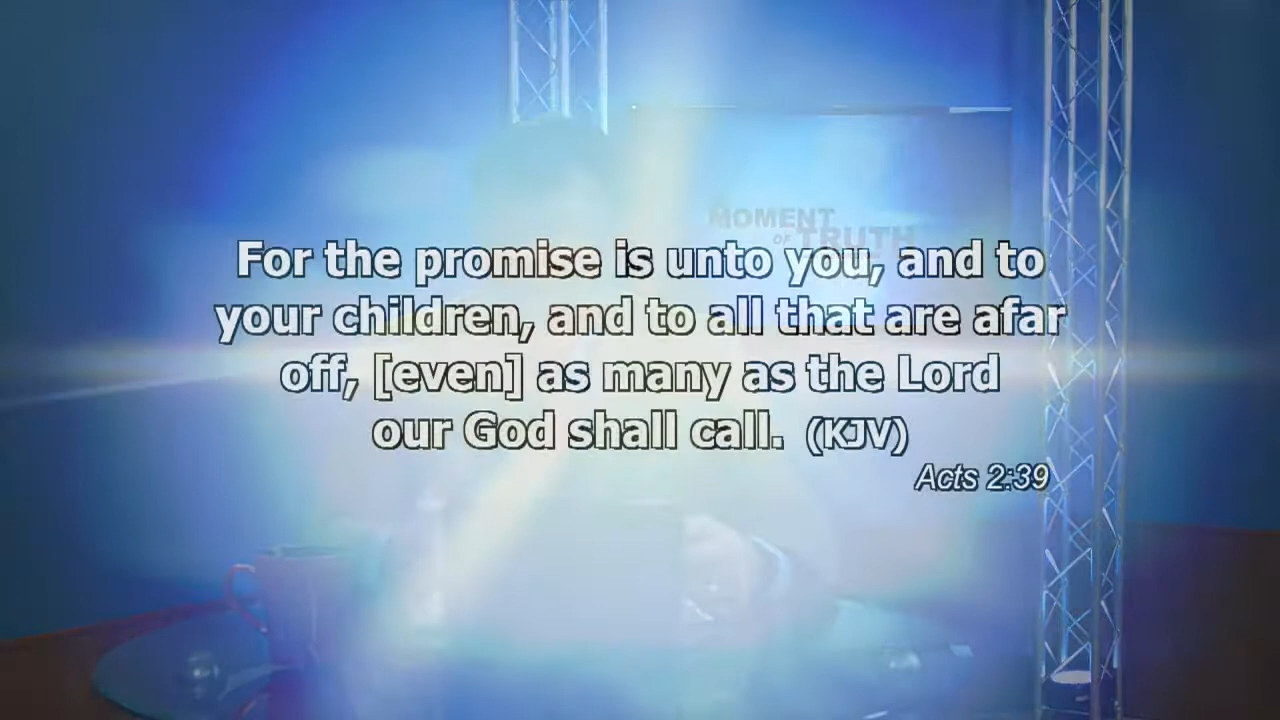 MOMENT
OF TRUTH
For the promise is unto you, and to
your children, and to all that are afar
off, [even] as many as the Lord
our God shall call. (KJV)
Acts 2:39